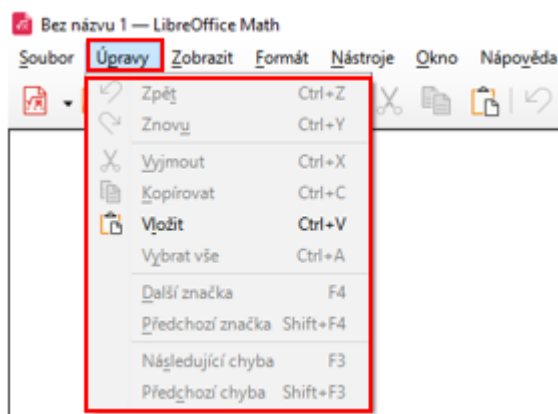 Bez názvu 1 — LibreOffice Math
Soubor Úpravy Zobrazit Formát Nástroje Okno Nápověda
Zpět Ctrl+Z
Znovu Ctrl+Y
Vyjmout Ctrl+X
Kopírovat Ctrl+C
Vložit Ctrl+V
Vybrat vše Ctrl+A
Další značka F4
Předchozí značka Shift+F4
Následující chyba F3
Předchozí chyba Shift+F3